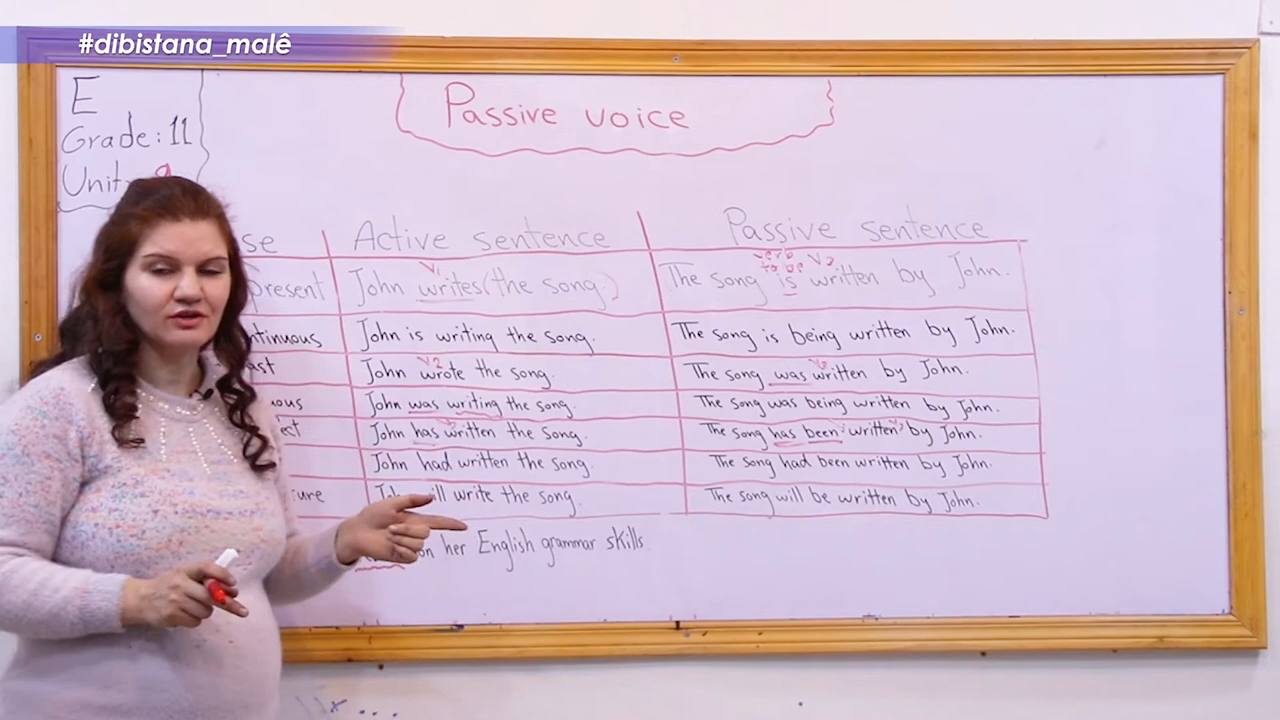 #dibistana_malê
E
Grade: 11
Unit:
Passive voice
Active sentence Passive sentence
present John writes (the song.) The song is written by John.
V1 verb to be V3
John is writing the song. The song is being written by John.
John wrote the song. The song was written by John.
V2 V3
John was writing the song. The song was being written by John.
John has written the song. The song has been written by John.
V3 V3
John had written the song. The song had been written by John.
will write the song. The song will be written by John.
on her English grammar skills.